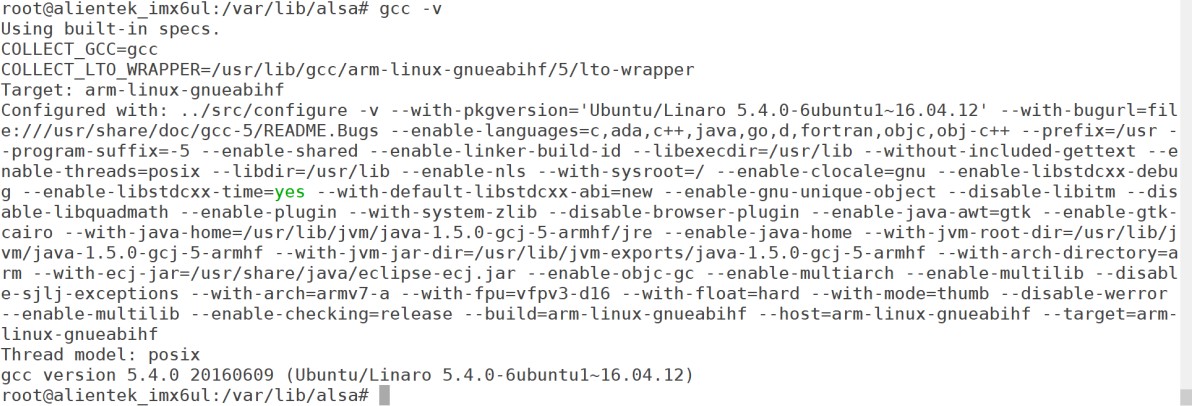 root@alientek_imx6ul:/var/lib/alsa# gcc -v
Using built-in specs.
COLLECT_GCC=gcc
COLLECT_LTO_WRAPPER=/usr/lib/gcc/arm-linux-gnueabihf/5/lto-wrapper
Target: arm-linux-gnueabihf
Configured with: ../src/configure -v --with-pkgversion='Ubuntu/Linaro 5.4.0-6ubuntu1~16.04.12' --with-bugurl=fil
e:///usr/share/doc/gcc-5/README.Bugs --enable-languages=c,ada,c++,java,go,d,fortran,objc,obj-c++ --prefix=/usr -
-program-suffix=-5 --enable-shared --enable-linker-build-id --libexecdir=/usr/lib --without-included-gettext --e
nable-threads=posix --libdir=/usr/lib --enable-nls --with-sysroot=/ --enable-clocale=gnu --enable-libstdcxx-debu
g --enable-libstdcxx-time=yes --with-default-libstdcxx-abi=new --enable-gnu-unique-object --disable-libitm --dis
able-libquadmath --enable-plugin --with-system-zlib --disable-browser-plugin --enable-java-awt=gtk --enable-gtk-
cairo --with-java-home=/usr/lib/jvm/java-1.5.0-gcj-5-armhf/jre --enable-java-home --with-jvm-root-dir=/usr/lib/j
vm/java-1.5.0-gcj-5-armhf --with-jvm-jar-dir=/usr/lib/jvm-exports/java-1.5.0-gcj-5-armhf --with-arch-directory=a
rm --with-ecj-jar=/usr/share/java/eclipse-ecj.jar --enable-objc-gc --enable-multiarch --enable-multilib --disabl
e-sjlj-exceptions --with-arch=armv7-a --with-fpu=vfpv3-d16 --with-float=hard --with-mode=thumb --disable-werror
--enable-multilib --enable-checking=release --build=arm-linux-gnueabihf --host=arm-linux-gnueabihf --target=arm-
linux-gnueabihf
Thread model: posix
gcc version 5.4.0 20160609 (Ubuntu/Linaro 5.4.0-6ubuntu1~16.04.12)
root@alientek_imx6ul:/var/lib/alsa#